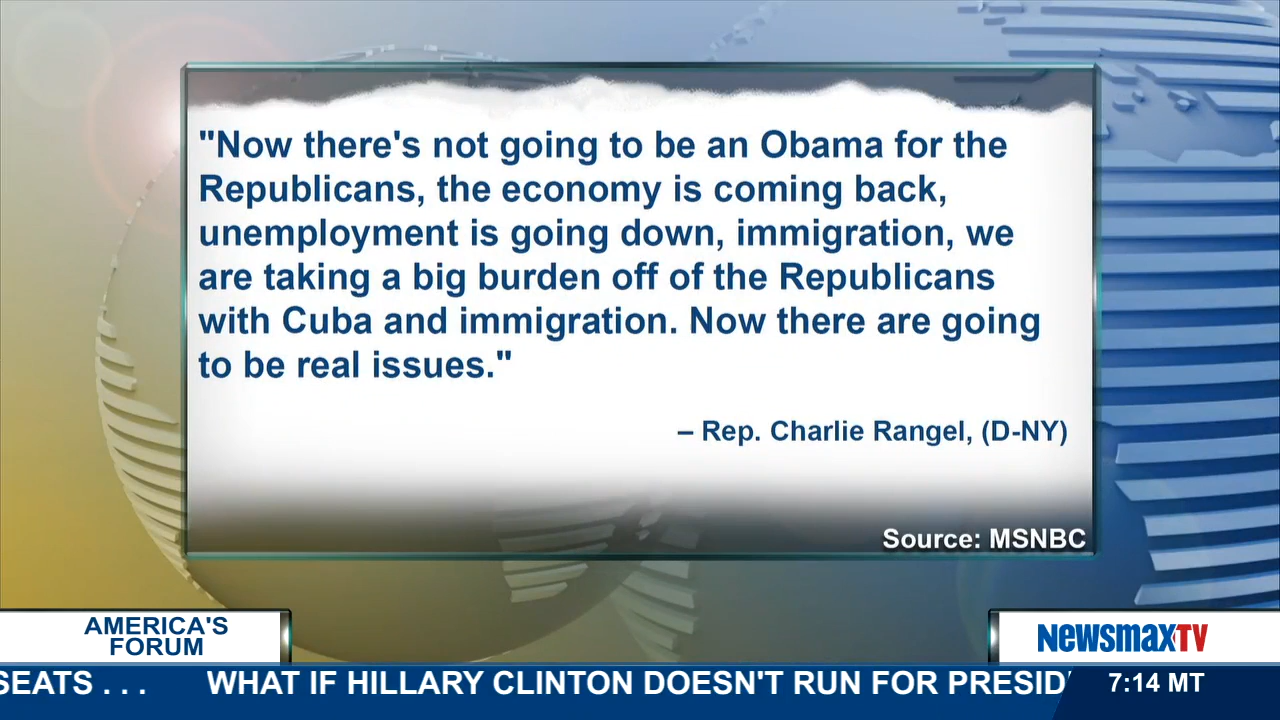 "Now there's not going to be an Obama for the
Republicans, the economy is coming back,
unemployment is going down, immigration, we
are taking a big burden off of the Republicans
with Cuba and immigration. Now there are going
to be real issues."
– Rep. Charlie Rangel, (D-NY)
Source: MSNBC
AMERICA'S
FORUM
NEWSMAXTV
SEATS . . . WHAT IF HILLARY CLINTON DOESN'T RUN FOR PRESID
7:14 MT